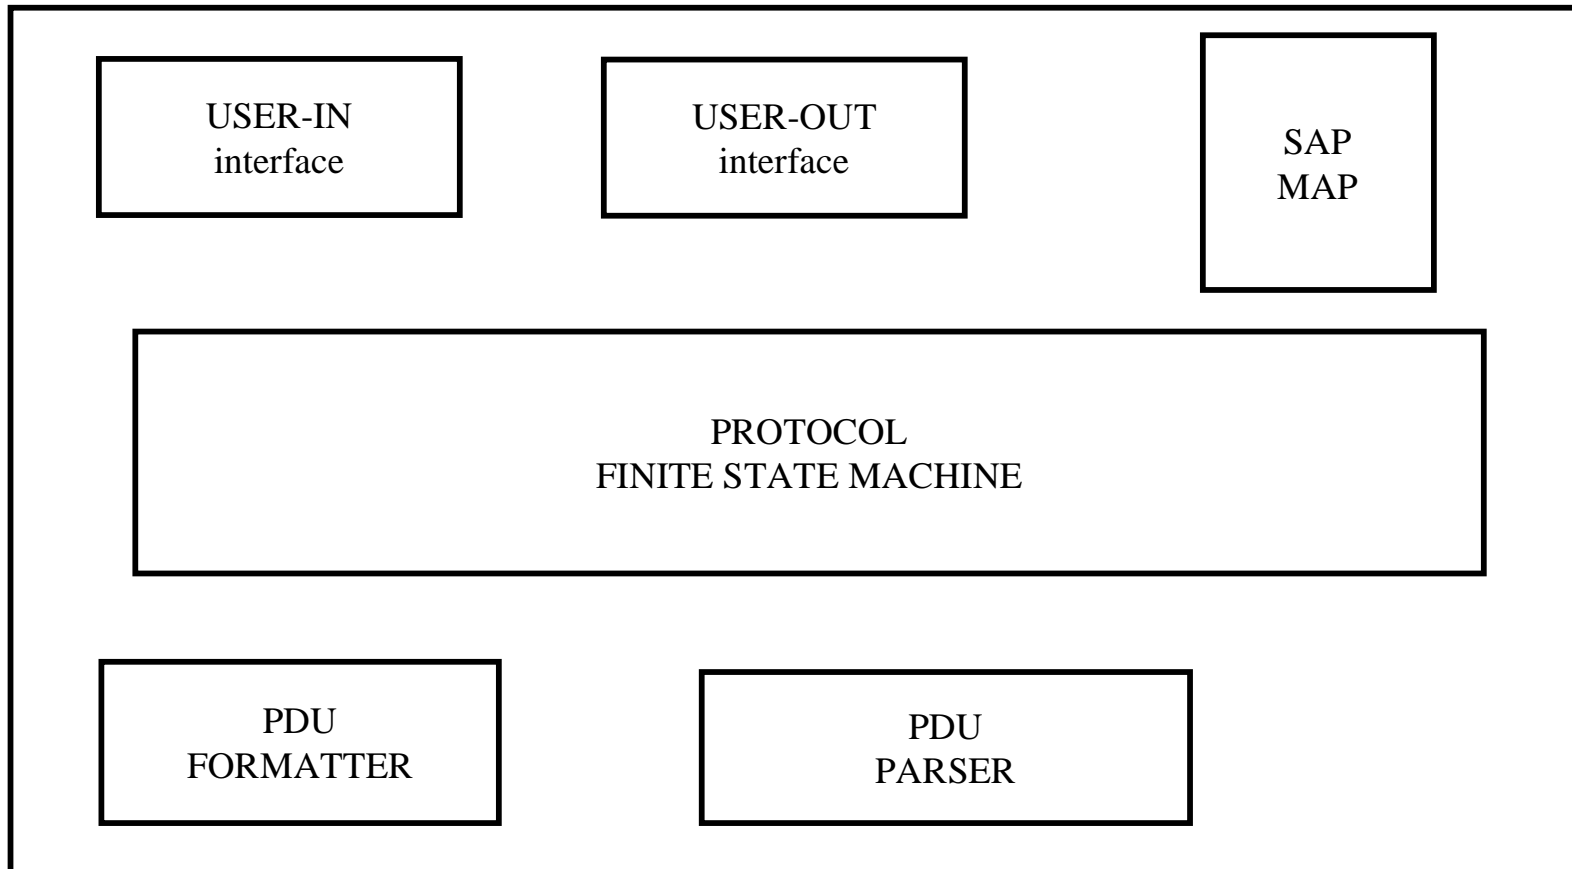 USER-IN
interface
USER-OUT
interface
SAP
MAP
PROTOCOL
FINITE STATE MACHINE
PDU
FORMATTER
PDU
PARSER